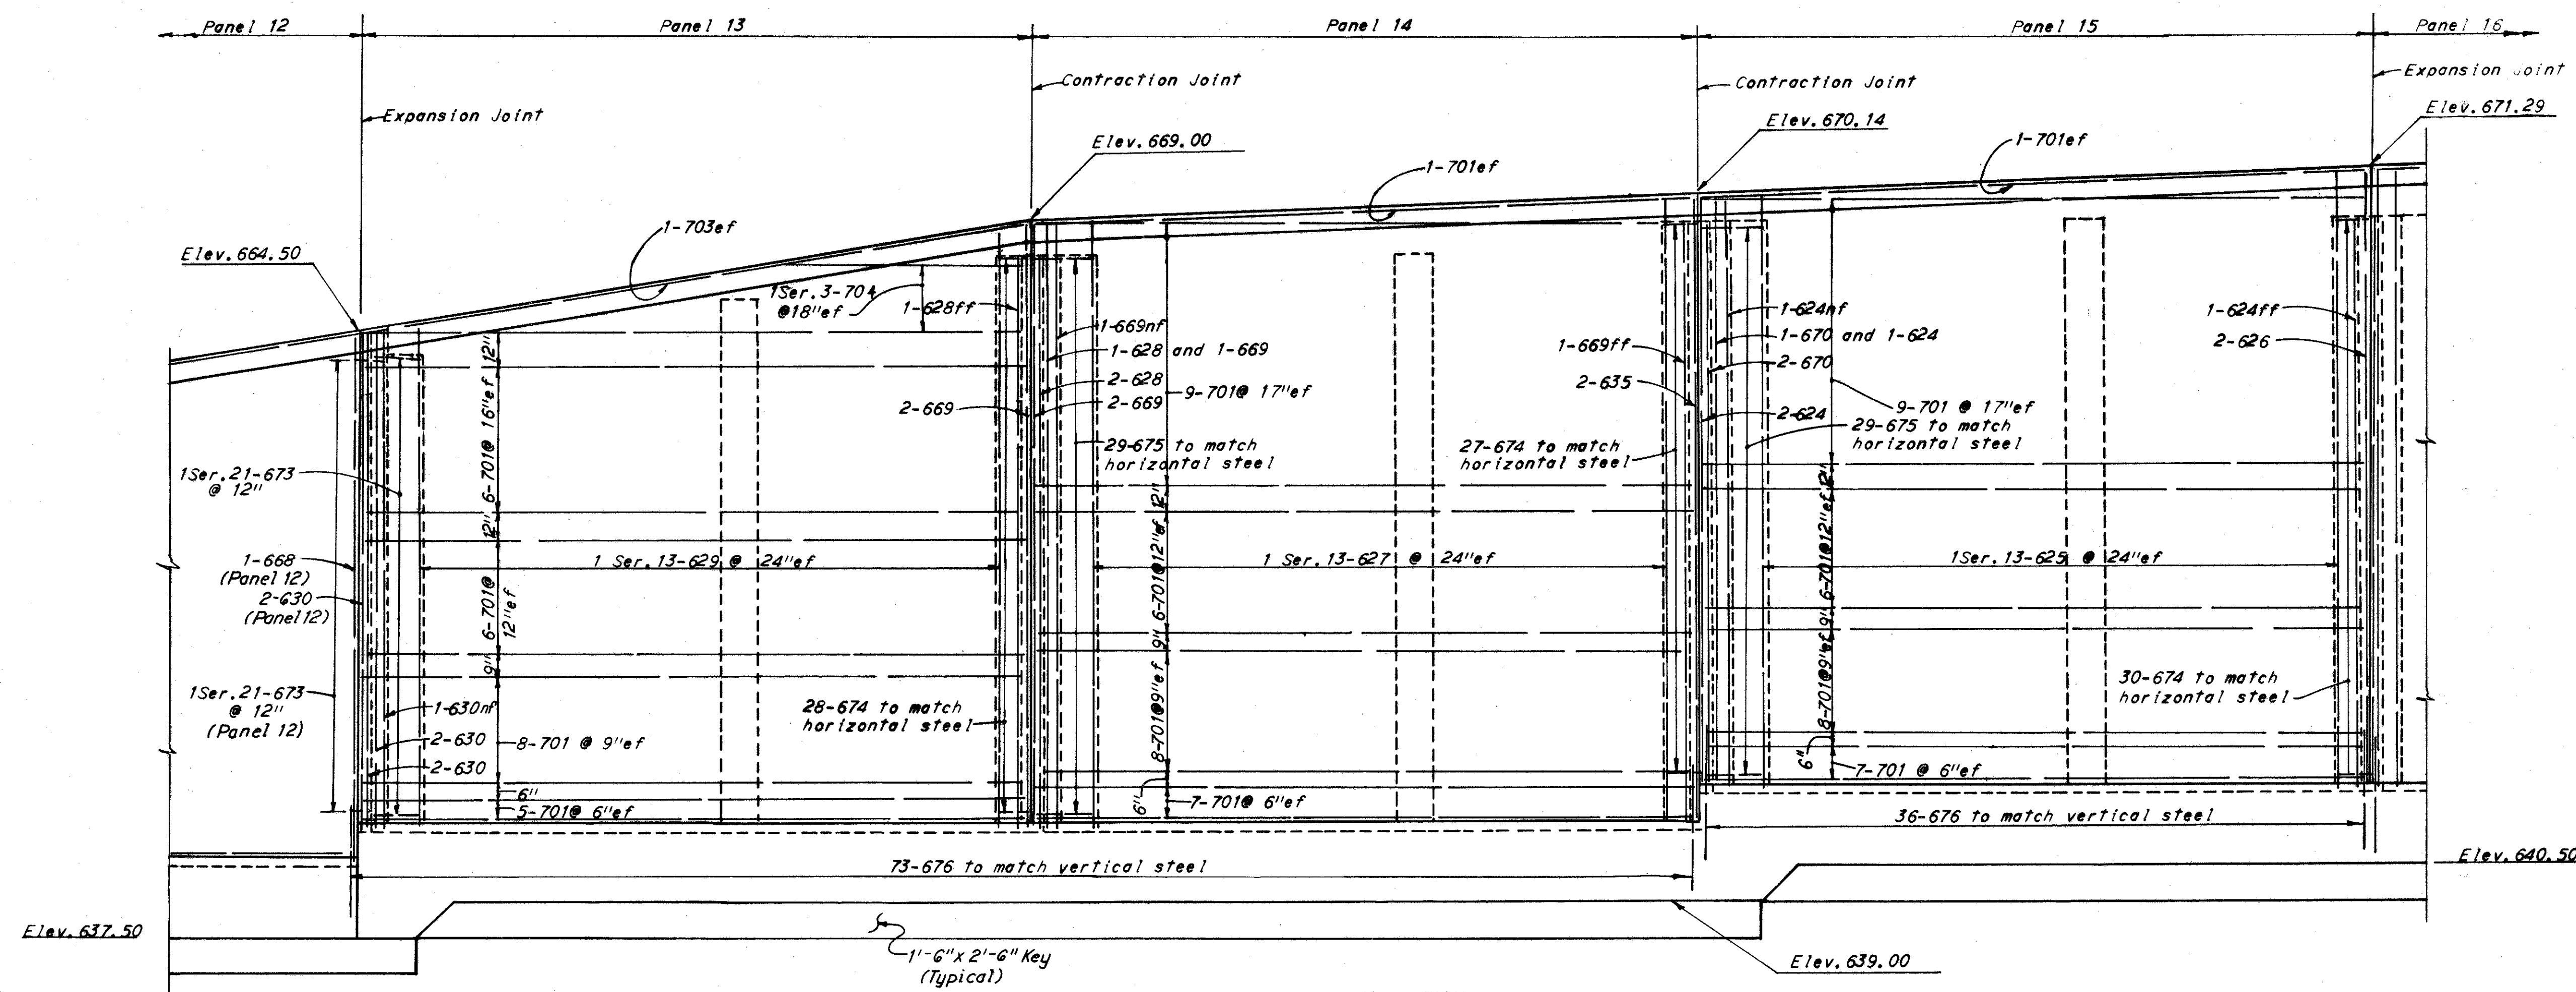 Panel 12
Panel 13
Panel 14
Panel 15
Panel 16
Contraction Joint
Contraction Joint
Expansion Joint
Expansion Joint
Elev. 671.29
Elev. 670.14
Elev. 669.00
1-701ef
1-701ef
1-703ef
Elev. 664.50
1Ser. 3-704
@18"ef
1-628ff
1-669nf
1-628 and 1-669
2-628
2-669
2-669
9-701@ 17"ef
1-669ff
2-635
1-624nf
1-670 and 1-624
2-670
2-624
9-701 @ 17"ef
1-624ff
2-626
29-675 to match
horizontal steel
27-674 to match
horizontal steel
29-675 to match
horizontal steel
12"
6-701@ 16"ef
12"
6-701@
12"ef
9"
12"
6-701@12"ef
9"
8-701@9"ef
6"
12"
6-701@12"ef
9"
8-701@9"ef
6"
1Ser. 21-673
@ 12"
1-668
(Panel 12)
2-630
(Panel 12)
1 Ser. 13-629 @ 24"ef
1 Ser. 13-627 @ 24"ef
1Ser. 13-625 @ 24"ef
1Ser. 21-673
@ 12"
(Panel 12)
1-630nf
2-630
2-630
8-701 @ 9"ef
6"
5-701@ 6"ef
28-674 to match
horizontal steel
7-701@ 6"ef
30-674 to match
horizontal steel
7-701 @ 6"ef
36-676 to match vertical steel
73-676 to match vertical steel
Elev. 640.50
Elev. 637.50
1'-6" x 2'-6" Key
(Typical)
Elev. 639.00